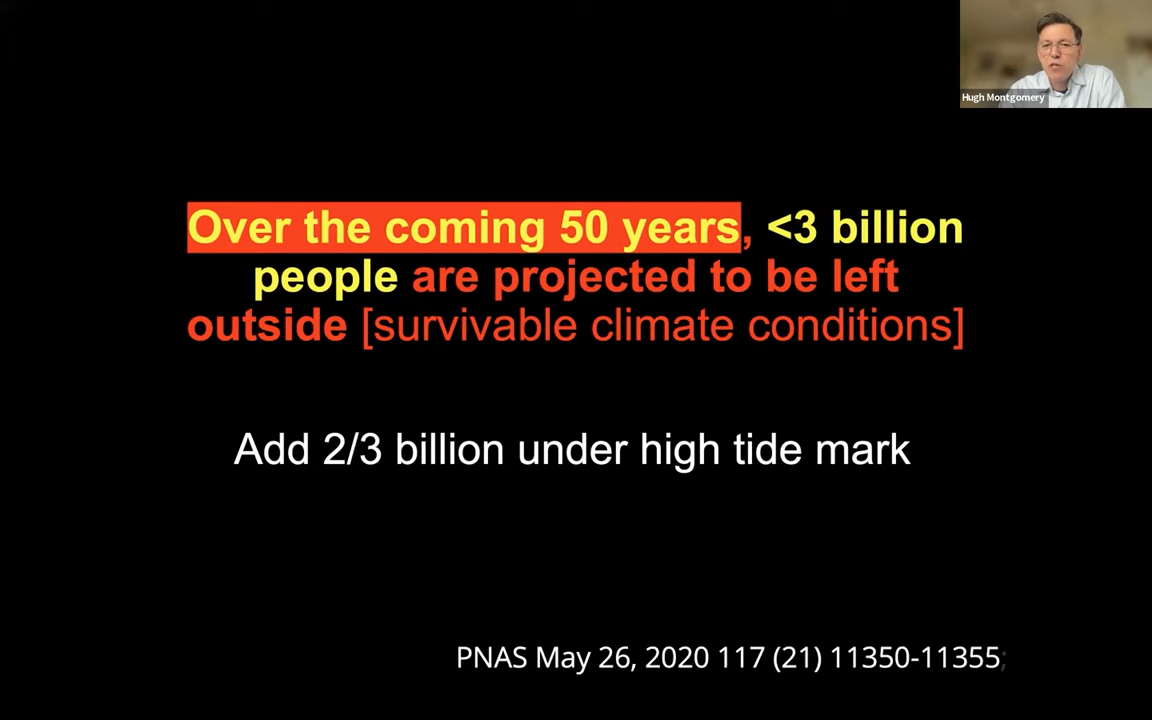 Hugh Montgomery
Over the coming 50 years, <3 billion
people are projected to be left
outside [survivable climate conditions]
Add 2/3 billion under high tide mark
PNAS May 26, 2020 117 (21) 11350-11355;